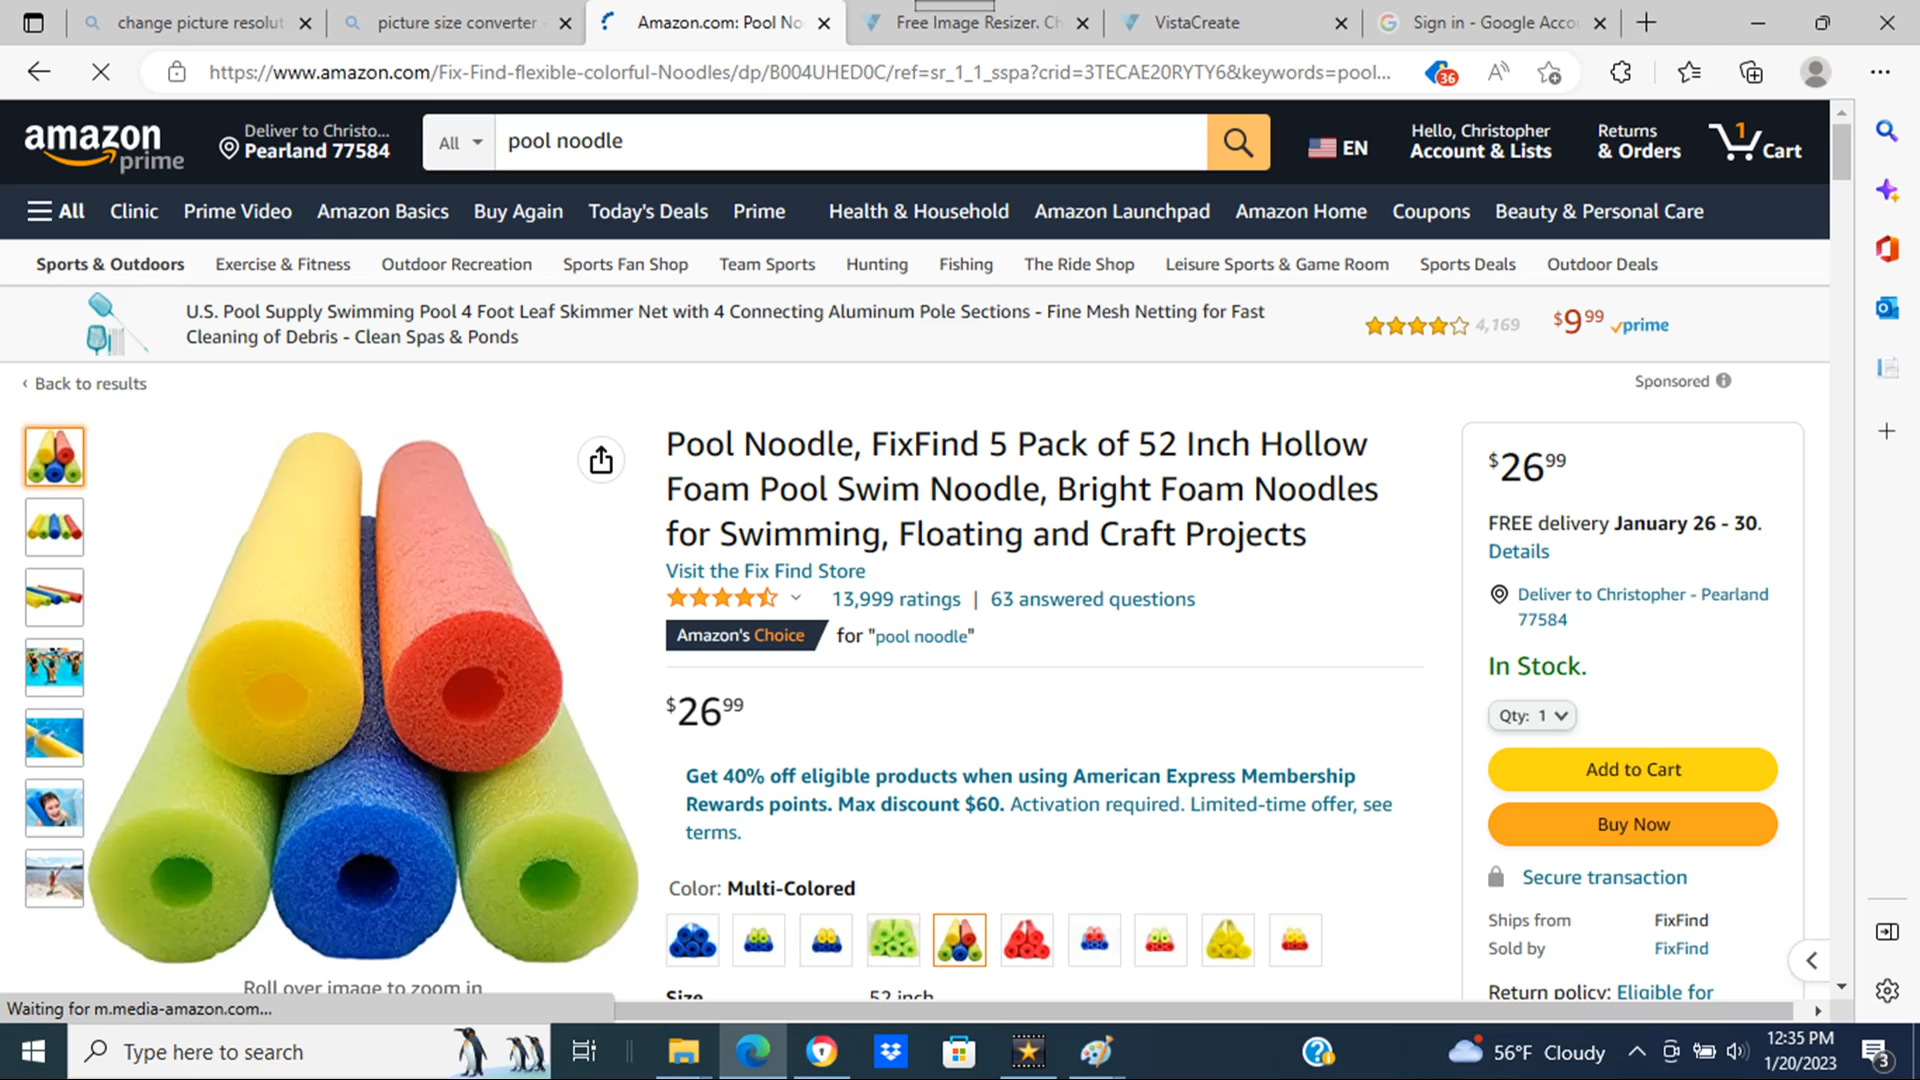 change picture resolut
picture size converter
Amazon.com: Pool No
Free Image Resizer. Ch
VistaCreate
Sign in - Google Acco
https://www.amazon.com/Fix-Find-flexible-colorful-Noodles/dp/B004UHED0C/ref=sr_1_1_sspa?crid=3TECAE20RYTY6&keywords=pool...
36
amazon prime
Deliver to Christo...
Pearland 77584
All
pool noodle
EN
Hello, Christopher
Account & Lists
Returns
& Orders
1
Cart
All Clinic Prime Video Amazon Basics Buy Again Today's Deals Prime Health & Household Amazon Launchpad Amazon Home Coupons Beauty & Personal Care
Sports & Outdoors Exercise & Fitness Outdoor Recreation Sports Fan Shop Team Sports Hunting Fishing The Ride Shop Leisure Sports & Game Room Sports Deals Outdoor Deals
U.S. Pool Supply Swimming Pool 4 Foot Leaf Skimmer Net with 4 Connecting Aluminum Pole Sections - Fine Mesh Netting for Fast
Cleaning of Debris - Clean Spas & Ponds
4,169
$9 99 prime
‹ Back to results
Sponsored
Pool Noodle, FixFind 5 Pack of 52 Inch Hollow
Foam Pool Swim Noodle, Bright Foam Noodles
for Swimming, Floating and Craft Projects
Visit the Fix Find Store
13,999 ratings | 63 answered questions
Amazon's Choice for "pool noodle"
$26 99
Get 40% off eligible products when using American Express Membership
Rewards points. Max discount $60. Activation required. Limited-time offer, see
terms.
Color: Multi-Colored
Size 52 inch
Roll over image to zoom in
$26 99
FREE delivery January 26 - 30.
Details
Deliver to Christopher - Pearland
77584
In Stock.
Qty: 1
Add to Cart
Buy Now
Secure transaction
Ships from FixFind
Sold by FixFind
Return policy: Eligible for
Waiting for m.media-amazon.com...
Type here to search
56°F Cloudy
12:35 PM
1/20/2023
3